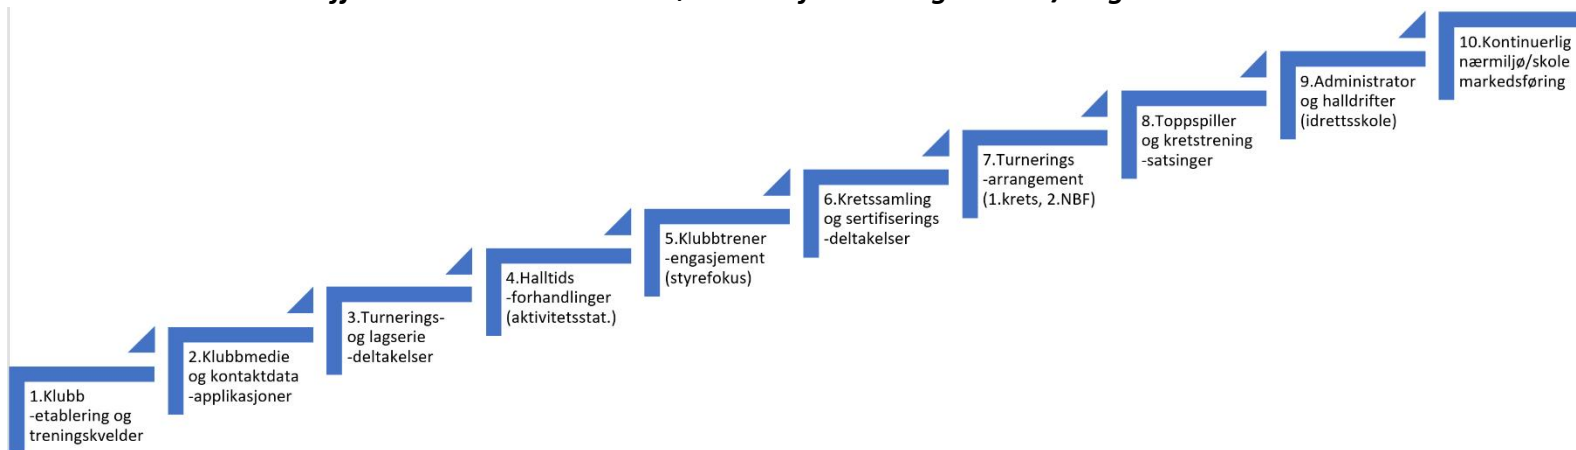 1.Klubb
-etablering og
treningskvelder
2.Klubbmedie
og kontaktdata
-applikasjoner
3.Turnerings-
og lagserie
-deltakelser
4.Halltids
-forhandlinger
(aktivitetsstat.)
5.Klubbtrener
-engasjement
(styrefokus)
6.Kretssamling
og sertifiserings
-deltakelser
7.Turnerings
-arrangement
(1.krets, 2.NBF)
8.Toppspiller
og kretstrening
-satsinger
9.Administrator
og halldrifter
(idrettsskole)
10.Kontinuerlig
nærmiljø/skole
markedsføring